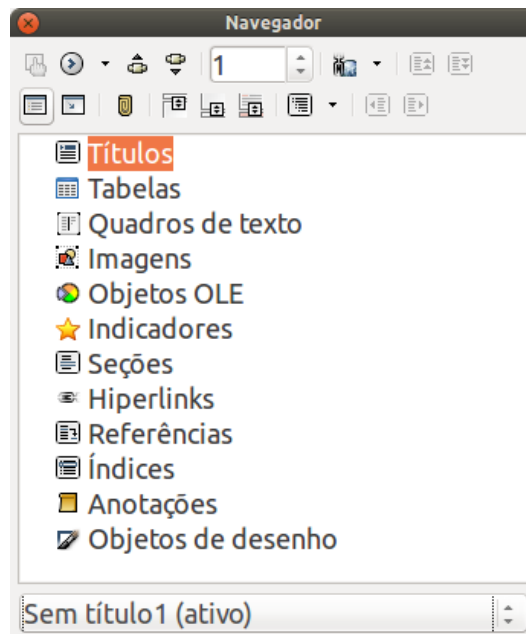 Navegador
1
Títulos
Tabelas
Quadros de texto
Imagens
Objetos OLE
Indicadores
Seções
Hiperlinks
Referências
Índices
Anotações
Objetos de desenho
Sem título1 (ativo)